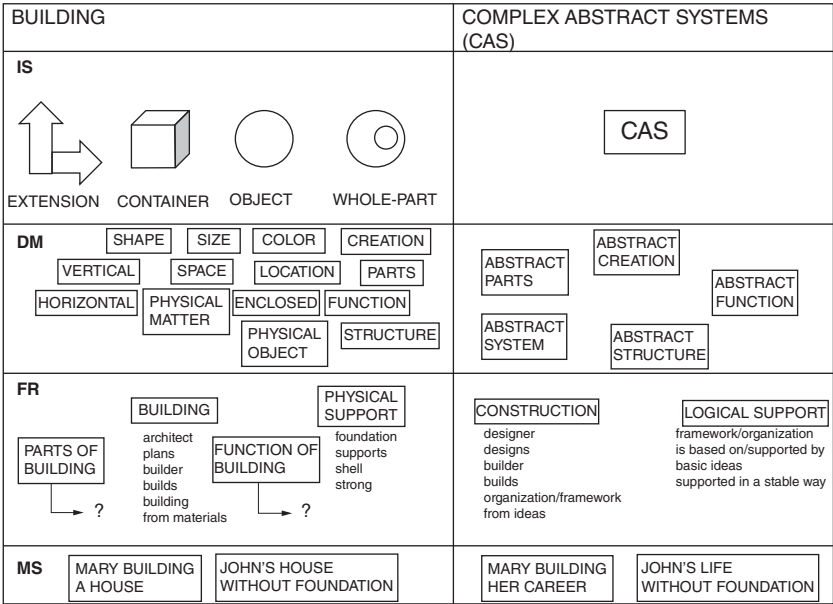 BUILDING
COMPLEX ABSTRACT SYSTEMS
(CAS)
IS
EXTENSION
CONTAINER
OBJECT
WHOLE-PART
CAS
DM
SHAPE
SIZE
COLOR
CREATION
VERTICAL
SPACE
LOCATION
PARTS
HORIZONTAL
PHYSICAL
MATTER
ENCLOSED
FUNCTION
PHYSICAL
OBJECT
STRUCTURE
ABSTRACT
PARTS
ABSTRACT
CREATION
ABSTRACT
FUNCTION
ABSTRACT
SYSTEM
ABSTRACT
STRUCTURE
FR
PARTS OF
BUILDING
?
BUILDING
architect
plans
builder
builds
building
from materials
FUNCTION OF
BUILDING
?
PHYSICAL
SUPPORT
foundation
supports
shell
strong
CONSTRUCTION
designer
designs
builder
builds
organization/framework
from ideas
LOGICAL SUPPORT
framework/organization
is based on/supported by
basic ideas
supported in a stable way
MS
MARY BUILDING
A HOUSE
JOHN'S HOUSE
WITHOUT FOUNDATION
MARY BUILDING
HER CAREER
JOHN'S LIFE
WITHOUT FOUNDATION